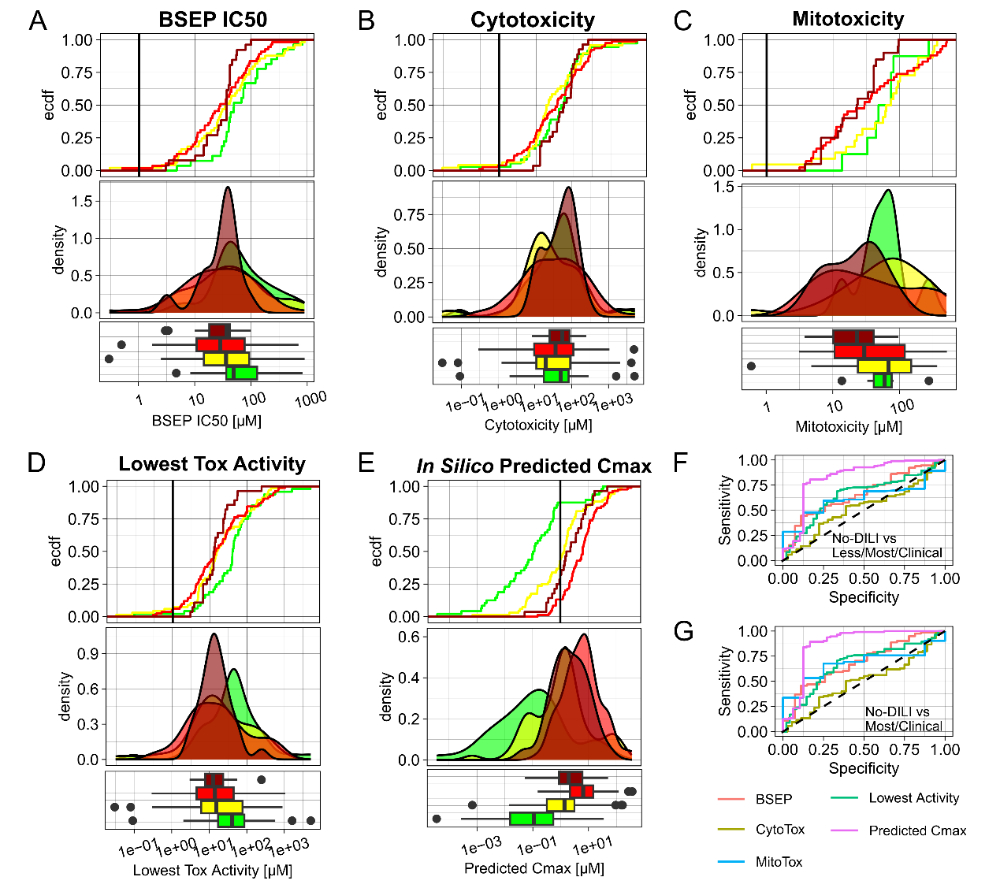 A
BSEP IC50
1.00
0.75
0.50
0.25
0.00
ecdf
1.5
1.0
0.5
0.0
density
1
10
100
1000
BSEP IC50 [µM]
B
Cytotoxicity
1.00
0.75
0.50
0.25
0.00
ecdf
0.75
0.50
0.25
0.00
density
1e−01
1e+00
1e+01
1e+02
1e+03
Cytotoxicity [µM]
C
Mitotoxicity
1.00
0.75
0.50
0.25
0.00
ecdf
1.5
1.0
0.5
0.0
density
1
10
100
Mitotoxicity [µM]
D
Lowest Tox Activity
1.00
0.75
0.50
0.25
0.00
ecdf
0.9
0.6
0.3
0.0
density
1e−01
1e+00
1e+01
1e+02
1e+03
Lowest Tox Activity [µM]
E
In Silico Predicted Cmax
1.00
0.75
0.50
0.25
0.00
ecdf
0.6
0.4
0.2
0.0
density
1e−03
1e−01
1e+01
Predicted Cmax [µM]
F
1.00
0.75
0.50
0.25
0.00
Sensitivity
No-DILI vs
Less/Most/Clinical
0.00
0.25
0.50
0.75
1.00
Specificity
G
1.00
0.75
0.50
0.25
0.00
Sensitivity
No-DILI vs
Most/Clinical
0.00
0.25
0.50
0.75
1.00
Specificity
BSEP
CytoTox
MitoTox
Lowest Activity
Predicted Cmax